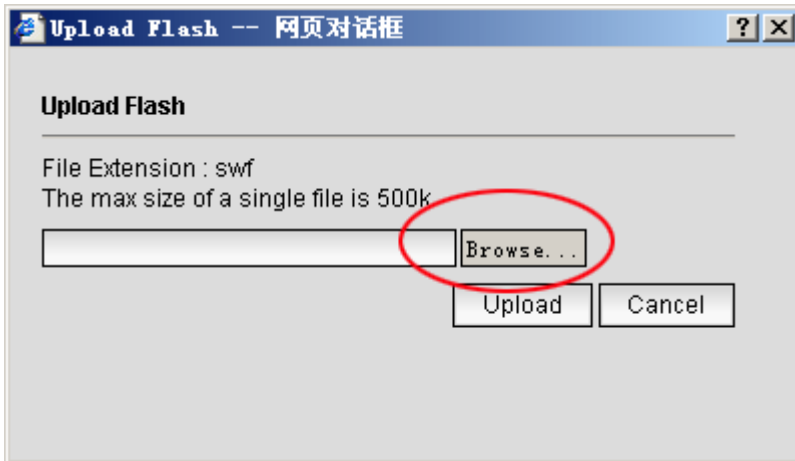 Upload Flash -- 网页对话框
Upload Flash
File Extension : swf
The max size of a single file is 500k
Browse...
Upload Cancel